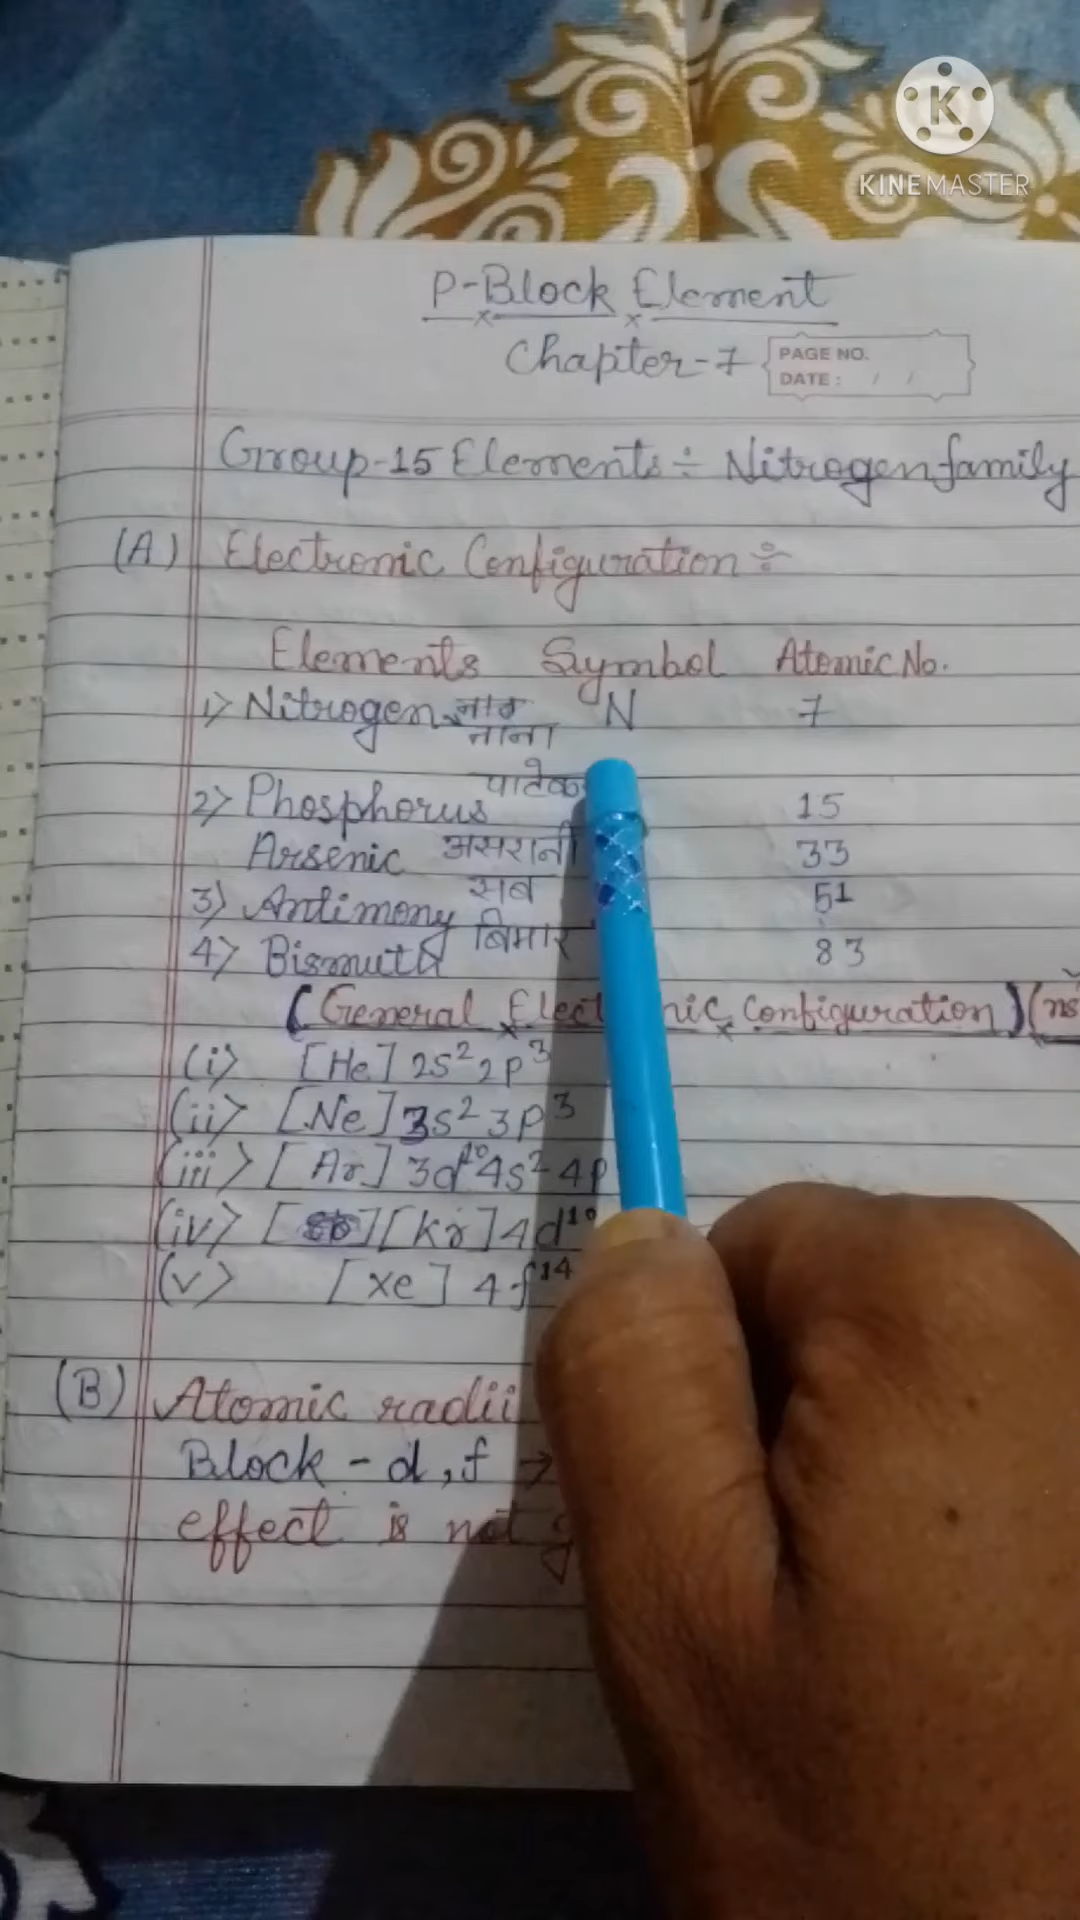 KINEMASTER
P-Block Element
Chapter-7
PAGE NO.
DATE: / /
Group-15 Elements ÷ Nitrogen family
(A) Electronic Configuration ÷
Elements Symbol Atomic No.
1) Nitrogen N 7
नाना
2) Phosphorus पाटेक 15
Arsenic असरानी 33
3) Antimony सब 51
4) Bismuth बिमार 83
(General Configuration) (ns
(i) [He] 2s² 2p³
(ii) [Ne] 3s² 3p³
(iii) [Ar] 3d¹⁰ 4s² 4p
(iv) [ ] [Kr] 4d¹⁰
(v) [Xe] 4f¹⁴
(B) Atomic radii
Block - d, f →
effect is not